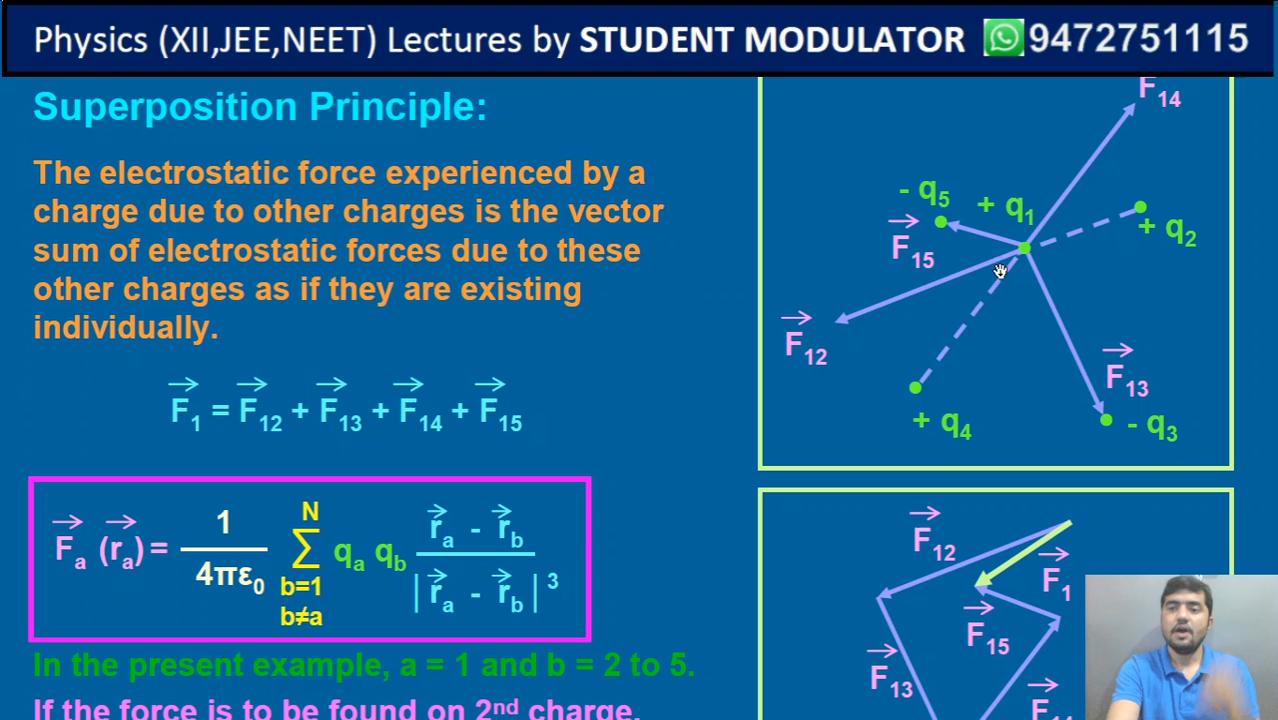 Physics (XII,JEE,NEET) Lectures by STUDENT MODULATOR 9472751115
Superposition Principle:
The electrostatic force experienced by a
charge due to other charges is the vector
sum of electrostatic forces due to these
other charges as if they are existing
individually.
F₁ = F₁₂ + F₁₃ + F₁₄ + F₁₅
Fₐ (rₐ) = 1 / 4πε₀ N ∑ b=1 b≠a qₐ q_b (rₐ - r_b) / | rₐ - r_b |³
In the present example, a = 1 and b = 2 to 5.
If the force is to be found on 2nd charge,
F₁₄
- q₅
+ q₁
+ q₂
F₁₅
F₁₂
F₁₃
+ q₄
- q₃
F₁₂
F₁
F₁₅
F₁₃
F₁₄